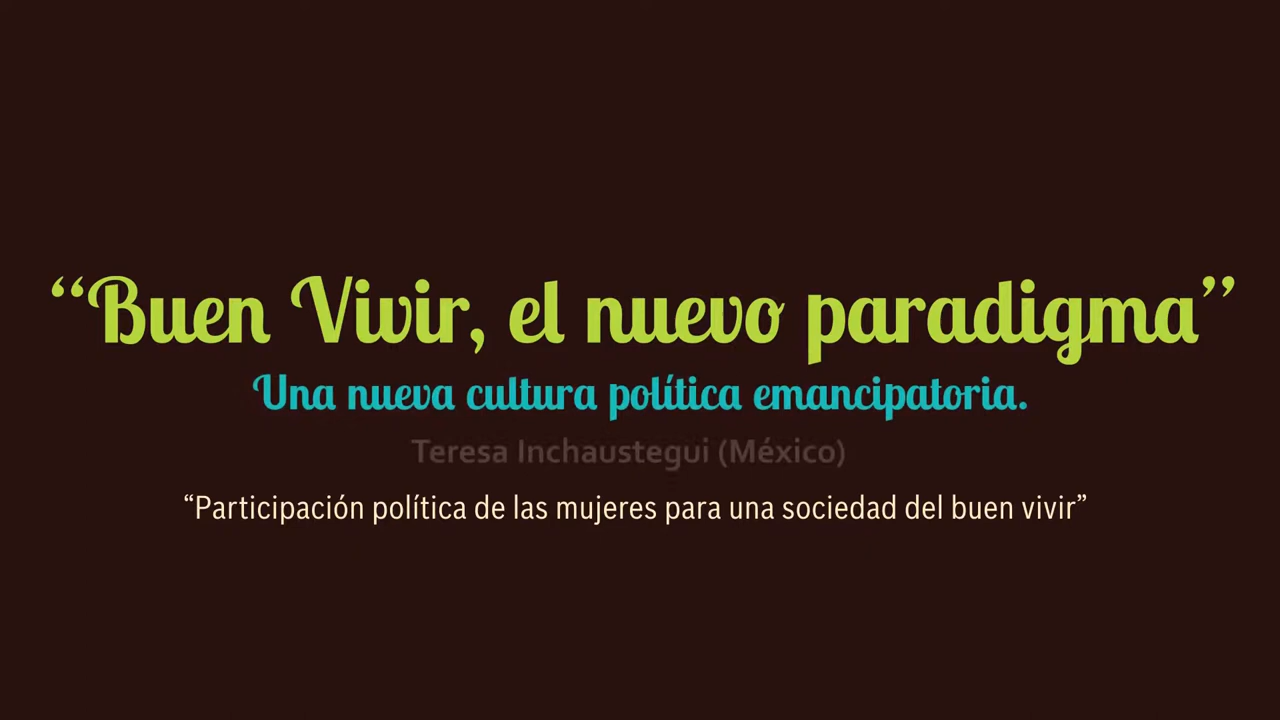 “Buen Vivir, el nuevo paradigma”
Una nueva cultura política emancipatoria.
Teresa Inchaustegui (México)
“Participación política de las mujeres para una sociedad del buen vivir”